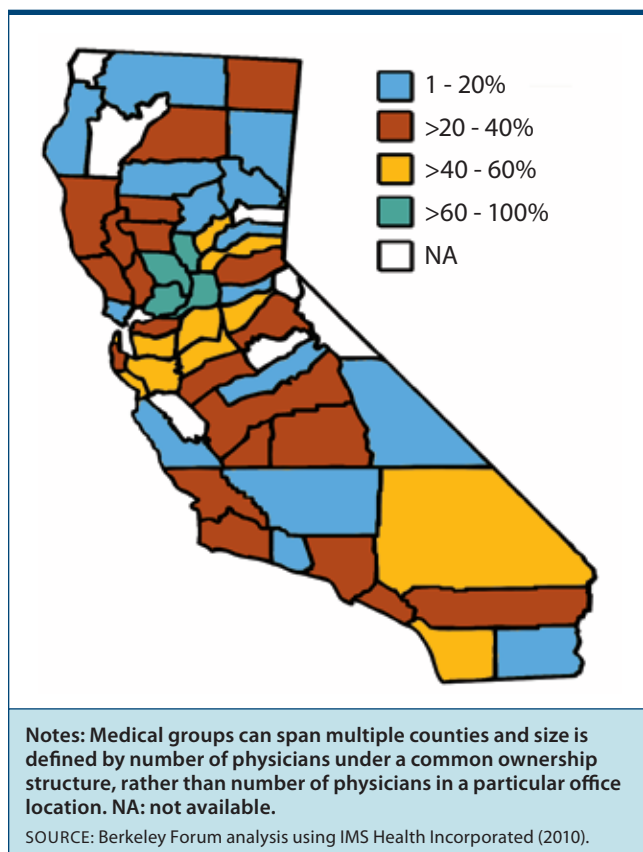 1 - 20%
>20 - 40%
>40 - 60%
>60 - 100%
NA
Notes: Medical groups can span multiple counties and size is
defined by number of physicians under a common ownership
structure, rather than number of physicians in a particular office
location. NA: not available.
SOURCE: Berkeley Forum analysis using IMS Health Incorporated (2010).